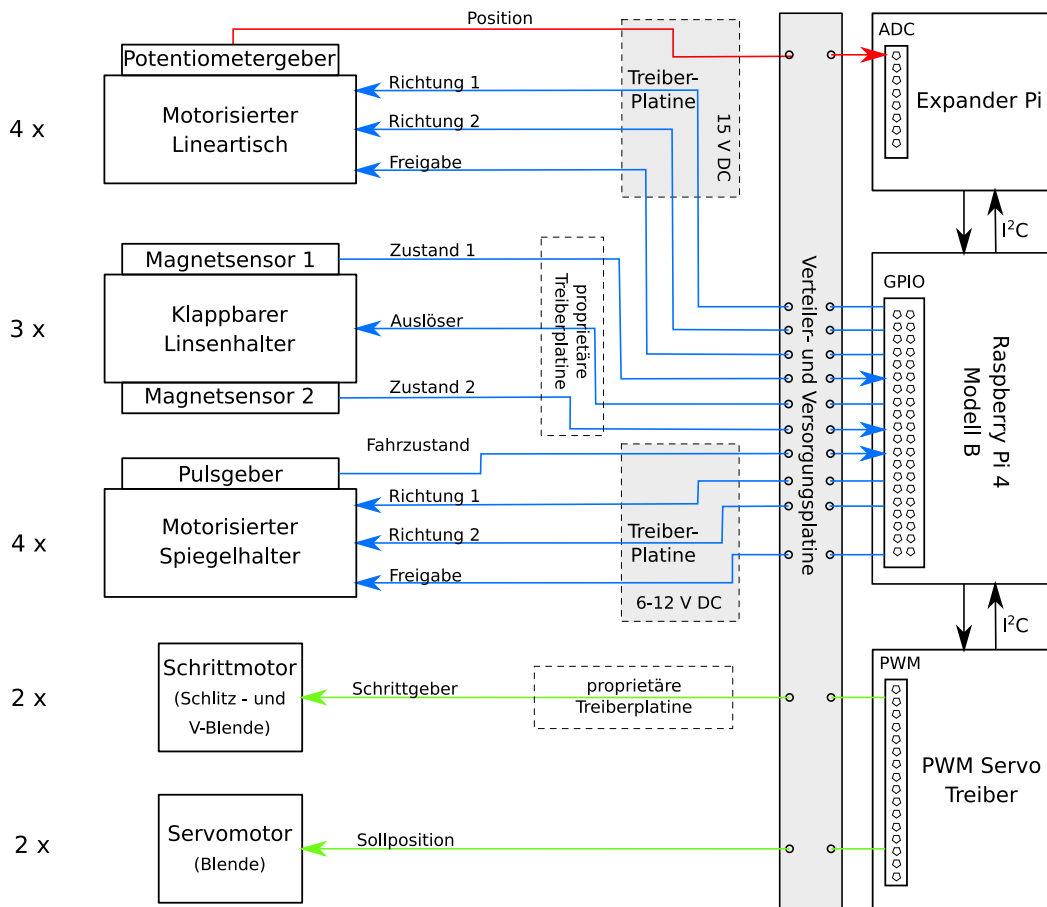 Position
ADC
Potentiometergeber
Richtung 1
Treiber-
Platine
Expander Pi
4 x
Motorisierter
Lineartisch
Richtung 2
15 V DC
Freigabe
I²C
Magnetsensor 1
Zustand 1
proprietäre
Treiberplatine
Verteiler- und Versorgungsplatine
GPIO
3 x
Klappbarer
Linsenhalter
Auslöser
Raspberry Pi 4
Modell B
Magnetsensor 2
Zustand 2
Fahrzustand
Pulsgeber
Richtung 1
4 x
Motorisierter
Spiegelhalter
Richtung 2
Treiber-
Platine
Freigabe
6-12 V DC
I²C
PWM
2 x
Schrittmotor
(Schlitz - und
V-Blende)
Schrittgeber
proprietäre
Treiberplatine
PWM Servo
Treiber
2 x
Servomotor
(Blende)
Sollposition